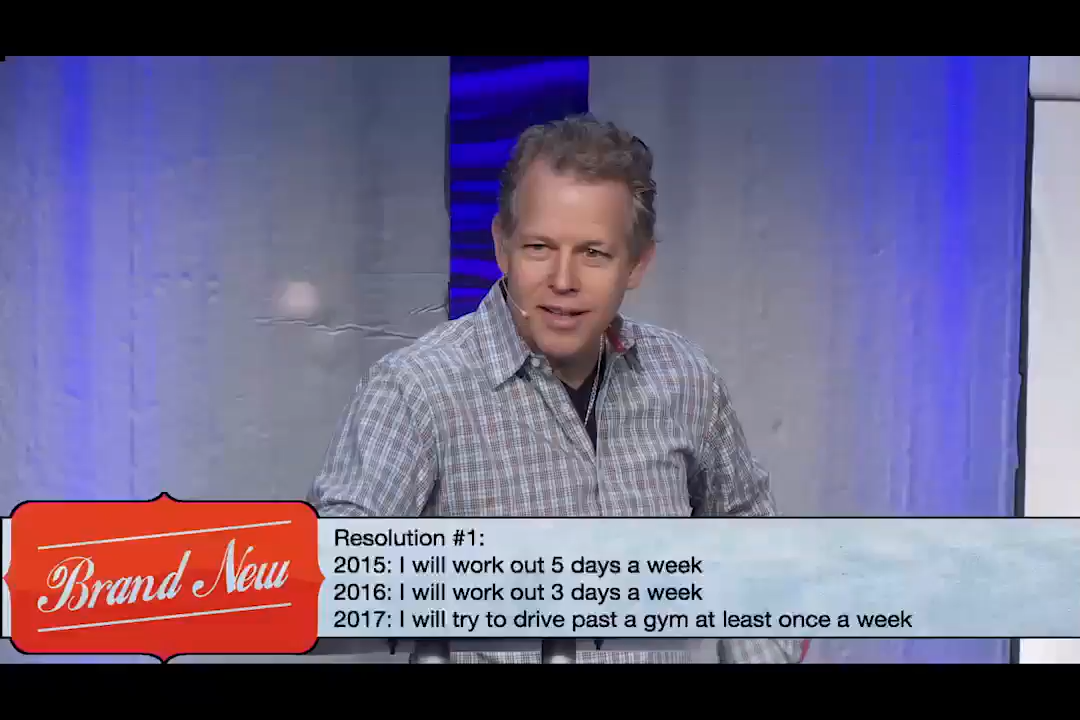 Brand New
Resolution #1:
2015: I will work out 5 days a week
2016: I will work out 3 days a week
2017: I will try to drive past a gym at least once a week